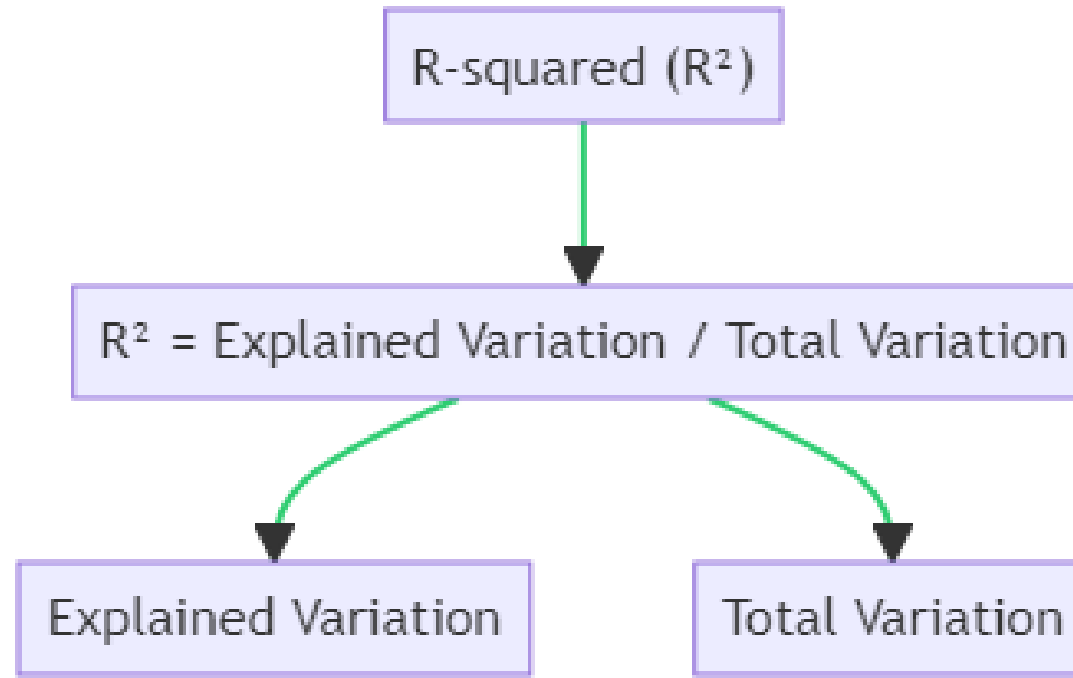 R-squared (R²)
R² = Explained Variation / Total Variation
Explained Variation
Total Variation